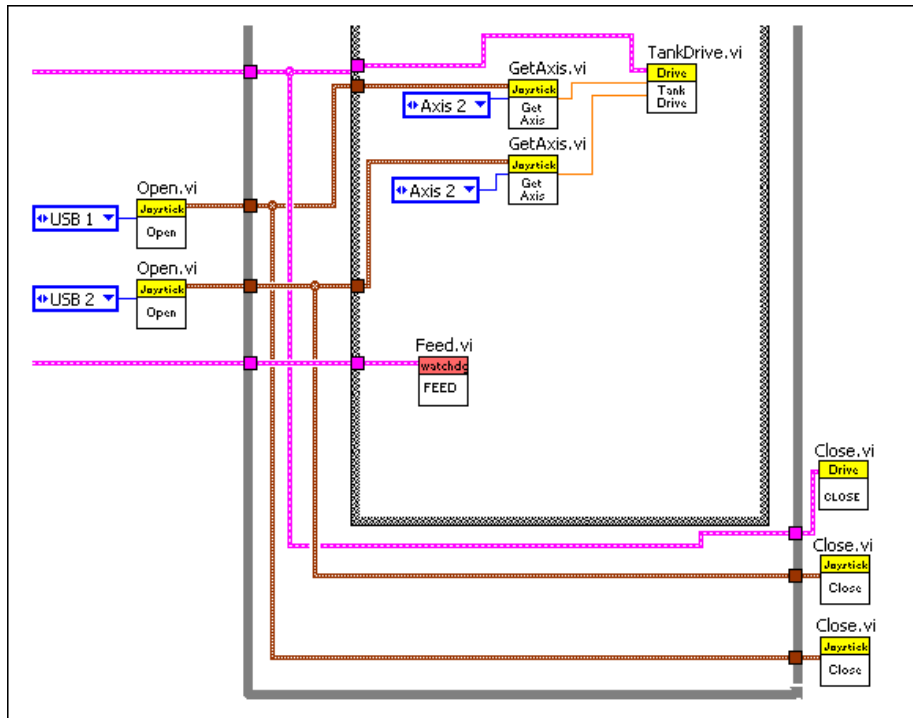 TankDrive.vi
Drive
Tank
Drive
GetAxis.vi
Axis 2
Joystick
Get
Axis
GetAxis.vi
Axis 2
Joystick
Get
Axis
Open.vi
USB 1
Joystick
Open
Open.vi
USB 2
Joystick
Open
Feed.vi
watchdg
FEED
Close.vi
Drive
CLOSE
Close.vi
Joystick
Close
Close.vi
Joystick
Close